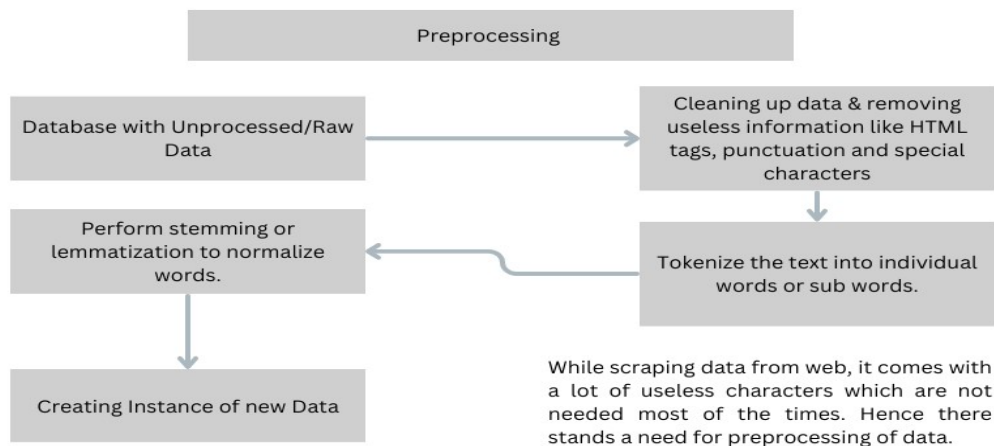 Preprocessing
Database with Unprocessed/Raw
Data
Cleaning up data & removing
useless information like HTML
tags, punctuation and special
characters
Tokenize the text into individual
words or sub words.
Perform stemming or
lemmatization to normalize
words.
Creating Instance of new Data
While scraping data from web, it comes with
a lot of useless characters which are not
needed most of the times. Hence there
stands a need for preprocessing of data.